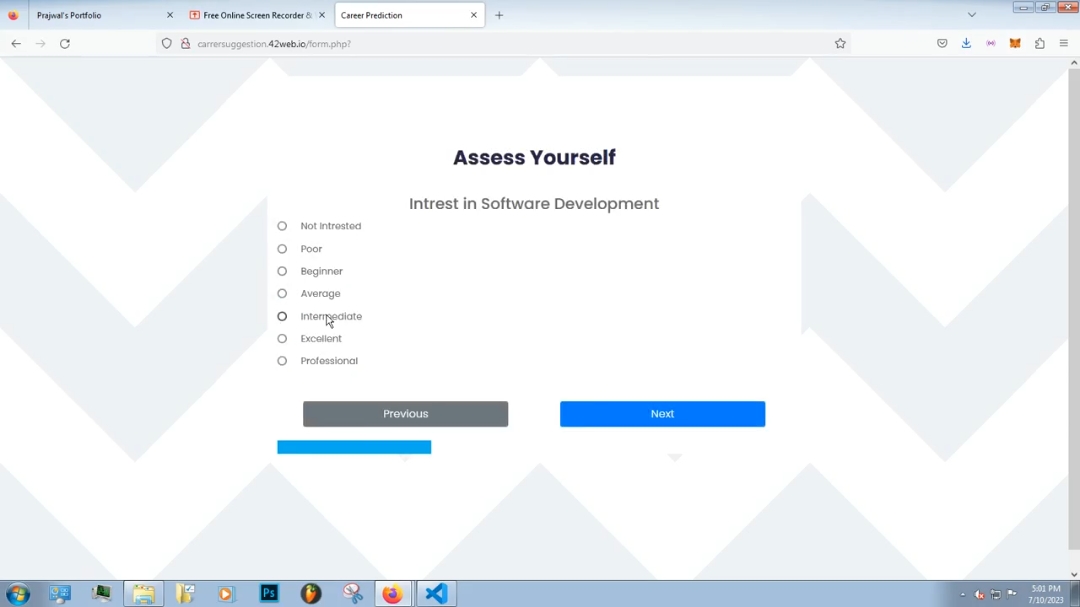 Prajwal's Portfolio
Free Online Screen Recorder &
Career Prediction
carrersuggestion.42web.io/form.php?
Assess Yourself
Intrest in Software Development
Not Intrested
Poor
Beginner
Average
Intermediate
Excellent
Professional
Previous
Next
Ps
5:01 PM
7/10/2023